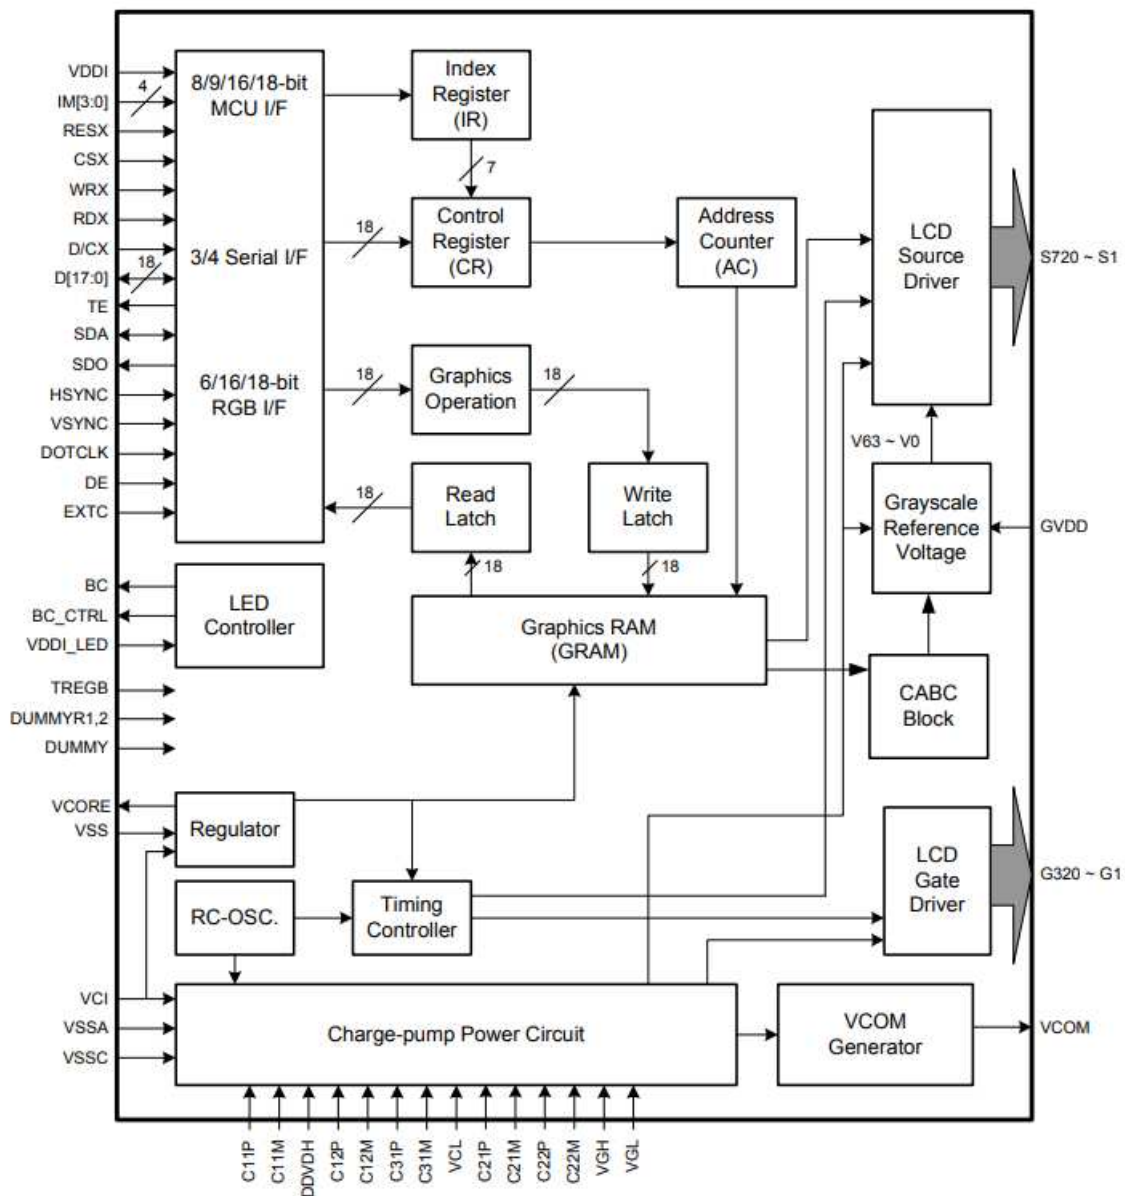 VDDI
IM[3:0]
4
RESX
CSX
WRX
RDX
D/CX
D[17:0]
18
TE
SDA
SDO
HSYNC
VSYNC
DOTCLK
DE
EXTC
8/9/16/18-bit
MCU I/F
3/4 Serial I/F
6/16/18-bit
RGB I/F
Index
Register
(IR)
7
18
Control
Register
(CR)
Address
Counter
(AC)
18
Graphics
Operation
18
18
Read
Latch
Write
Latch
18
18
Graphics RAM
(GRAM)
LCD
Source
Driver
S720 ~ S1
V63 ~ V0
Grayscale
Reference
Voltage
GVDD
CABC
Block
BC
BC_CTRL
VDDI_LED
LED
Controller
TREGB
DUMMYR1,2
DUMMY
VCORE
VSS
Regulator
RC-OSC.
Timing
Controller
LCD
Gate
Driver
G320 ~ G1
VCI
VSSA
VSSC
Charge-pump Power Circuit
VCOM
Generator
VCOM
C11P
C11M
DDVDH
C12P
C12M
C31P
C31M
VCL
C21P
C21M
C22P
C22M
VGH
VGL